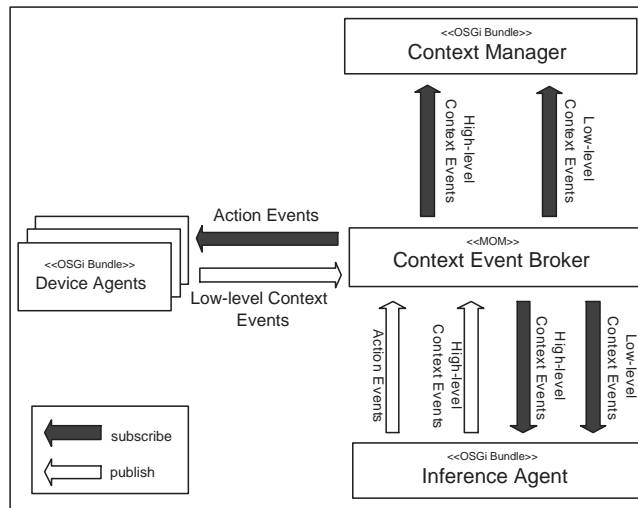 <<OSGi Bundle>>
Context Manager
High-level
Context Events
Low-level
Context Events
Action Events
<<OSGi Bundle>>
Device Agents
Low-level Context
Events
<<MOM>>
Context Event Broker
Action Events
High-level
Context Events
High-level
Context Events
Low-level
Context Events
subscribe
publish
<<OSGi Bundle>>
Inference Agent